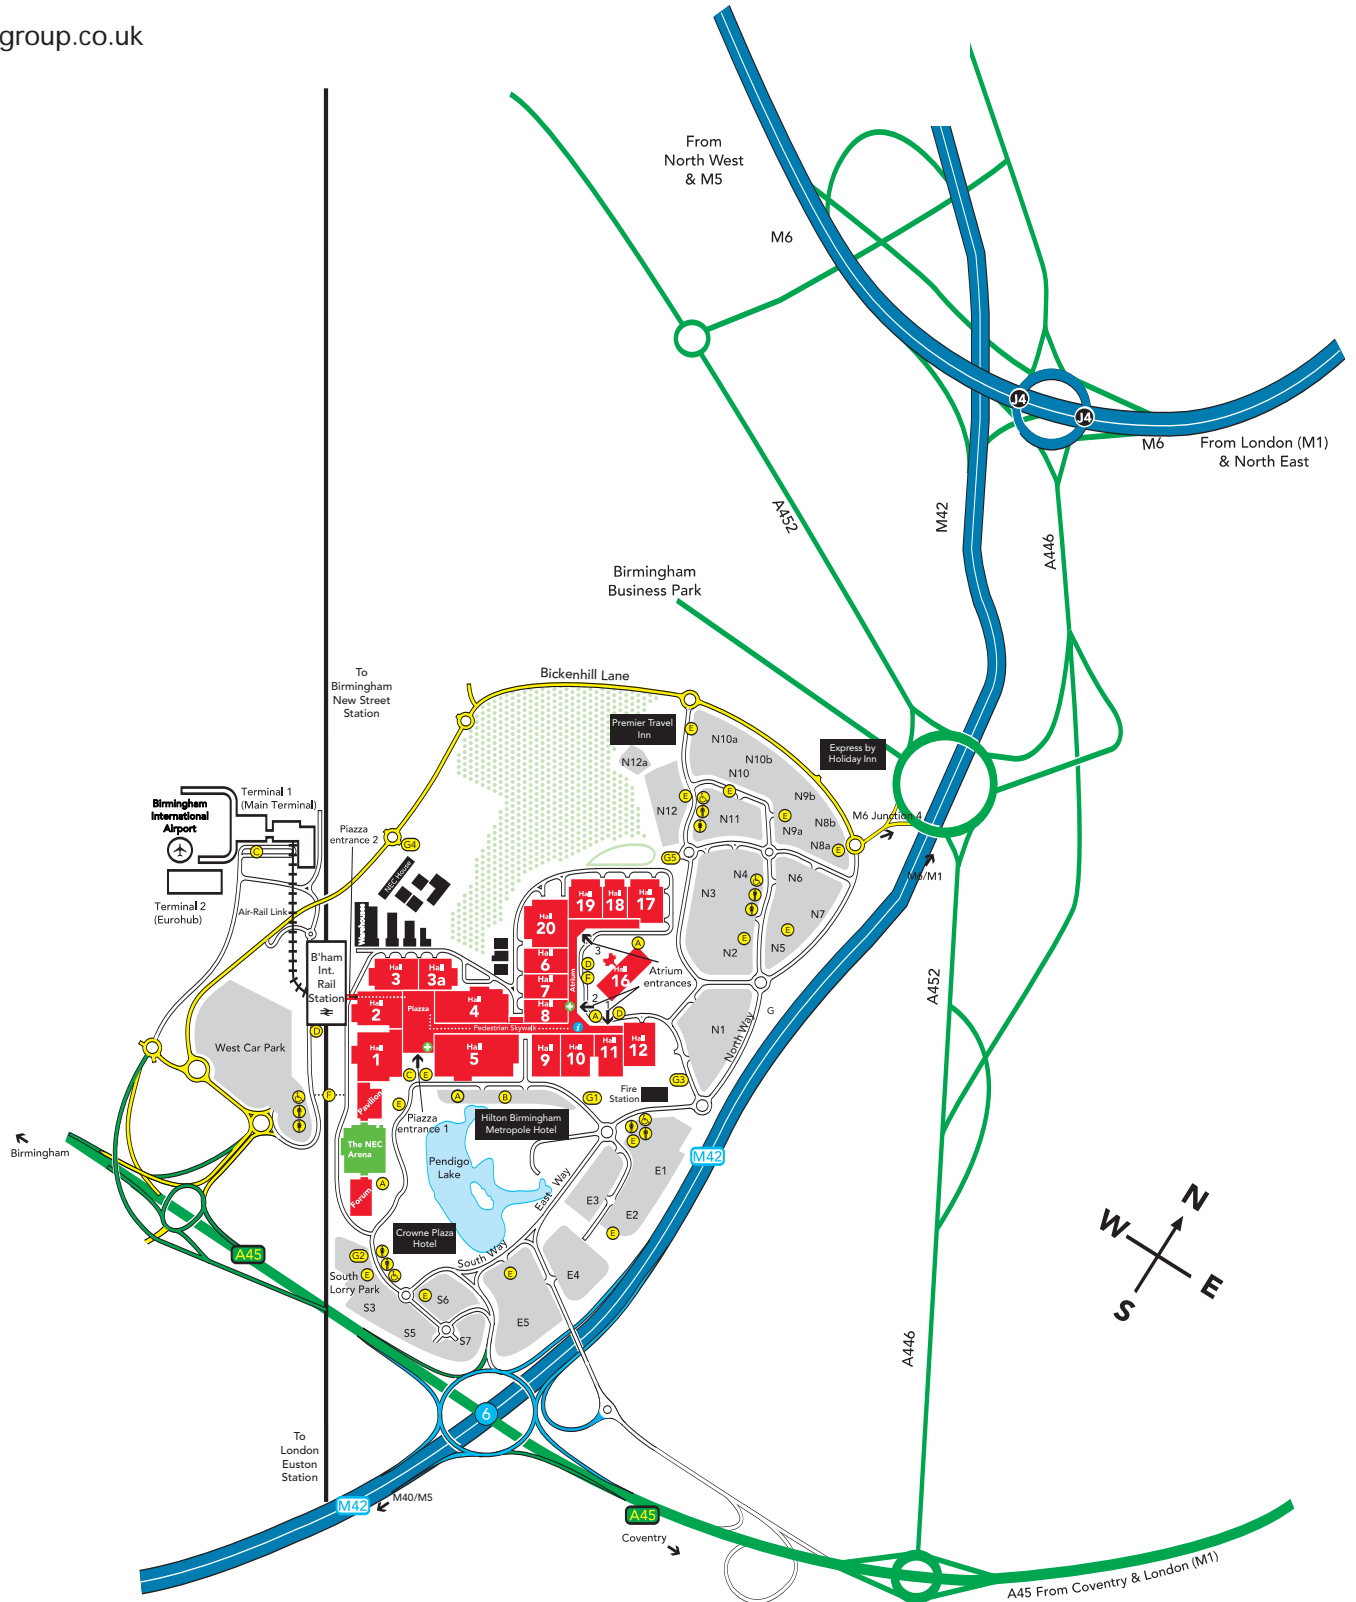 group.co.uk
From
North West
& M5
M6
J4
J4
M6
From London (M1)
& North East
A452
M42
A446
Birmingham
Business Park
To
Birmingham
New Street
Station
Bickenhill Lane
Premier Travel
Inn
Express by
Holiday Inn
E
N10a
N10b
N10
N12a
N12
N11
N9b
N9a
N8b
N8a
E
E
E
E
M6 Junction 4
M6/M1
Terminal 1
(Main Terminal)
Birmingham
International
Airport
C
Terminal 2
(Eurohub)
Air-Rail Link
Piazza
entrance 2
G4
NEC House
Warehouse
G5
N3
N4
N6
N7
N5
N2
E
E
N1
G
North Way
Hall
19
Hall
18
Hall
17
Hall
20
Hall
6
Hall
7
Hall
8
Atrium
Hall
16
3
2
1
A
D
F
A
D
Atrium
entrances
B'ham
Int.
Rail
Station
D
Hall
3
Hall
3a
Hall
2
Piazza
Hall
4
Pedestrian Skywalk
i
Hall
1
Hall
5
Hall
9
Hall
10
Hall
11
Hall
12
West Car Park
F
Pavilion
C
E
E
A
B
G1
G3
Fire
Station
Piazza
entrance 1
Hilton Birmingham
Metropole Hotel
The NEC
Arena
Forum
A
Pendigo
Lake
Crowne Plaza
Hotel
East Way
South Way
E
E1
E3
E2
E
E4
E5
E
G2
E
South
Lorry Park
S3
S5
S6
S7
E
M42
Birmingham
A45
6
To
London
Euston
Station
M42
M40/M5
A45
Coventry
A452
A446
N
W
E
S
A45 From Coventry & London (M1)